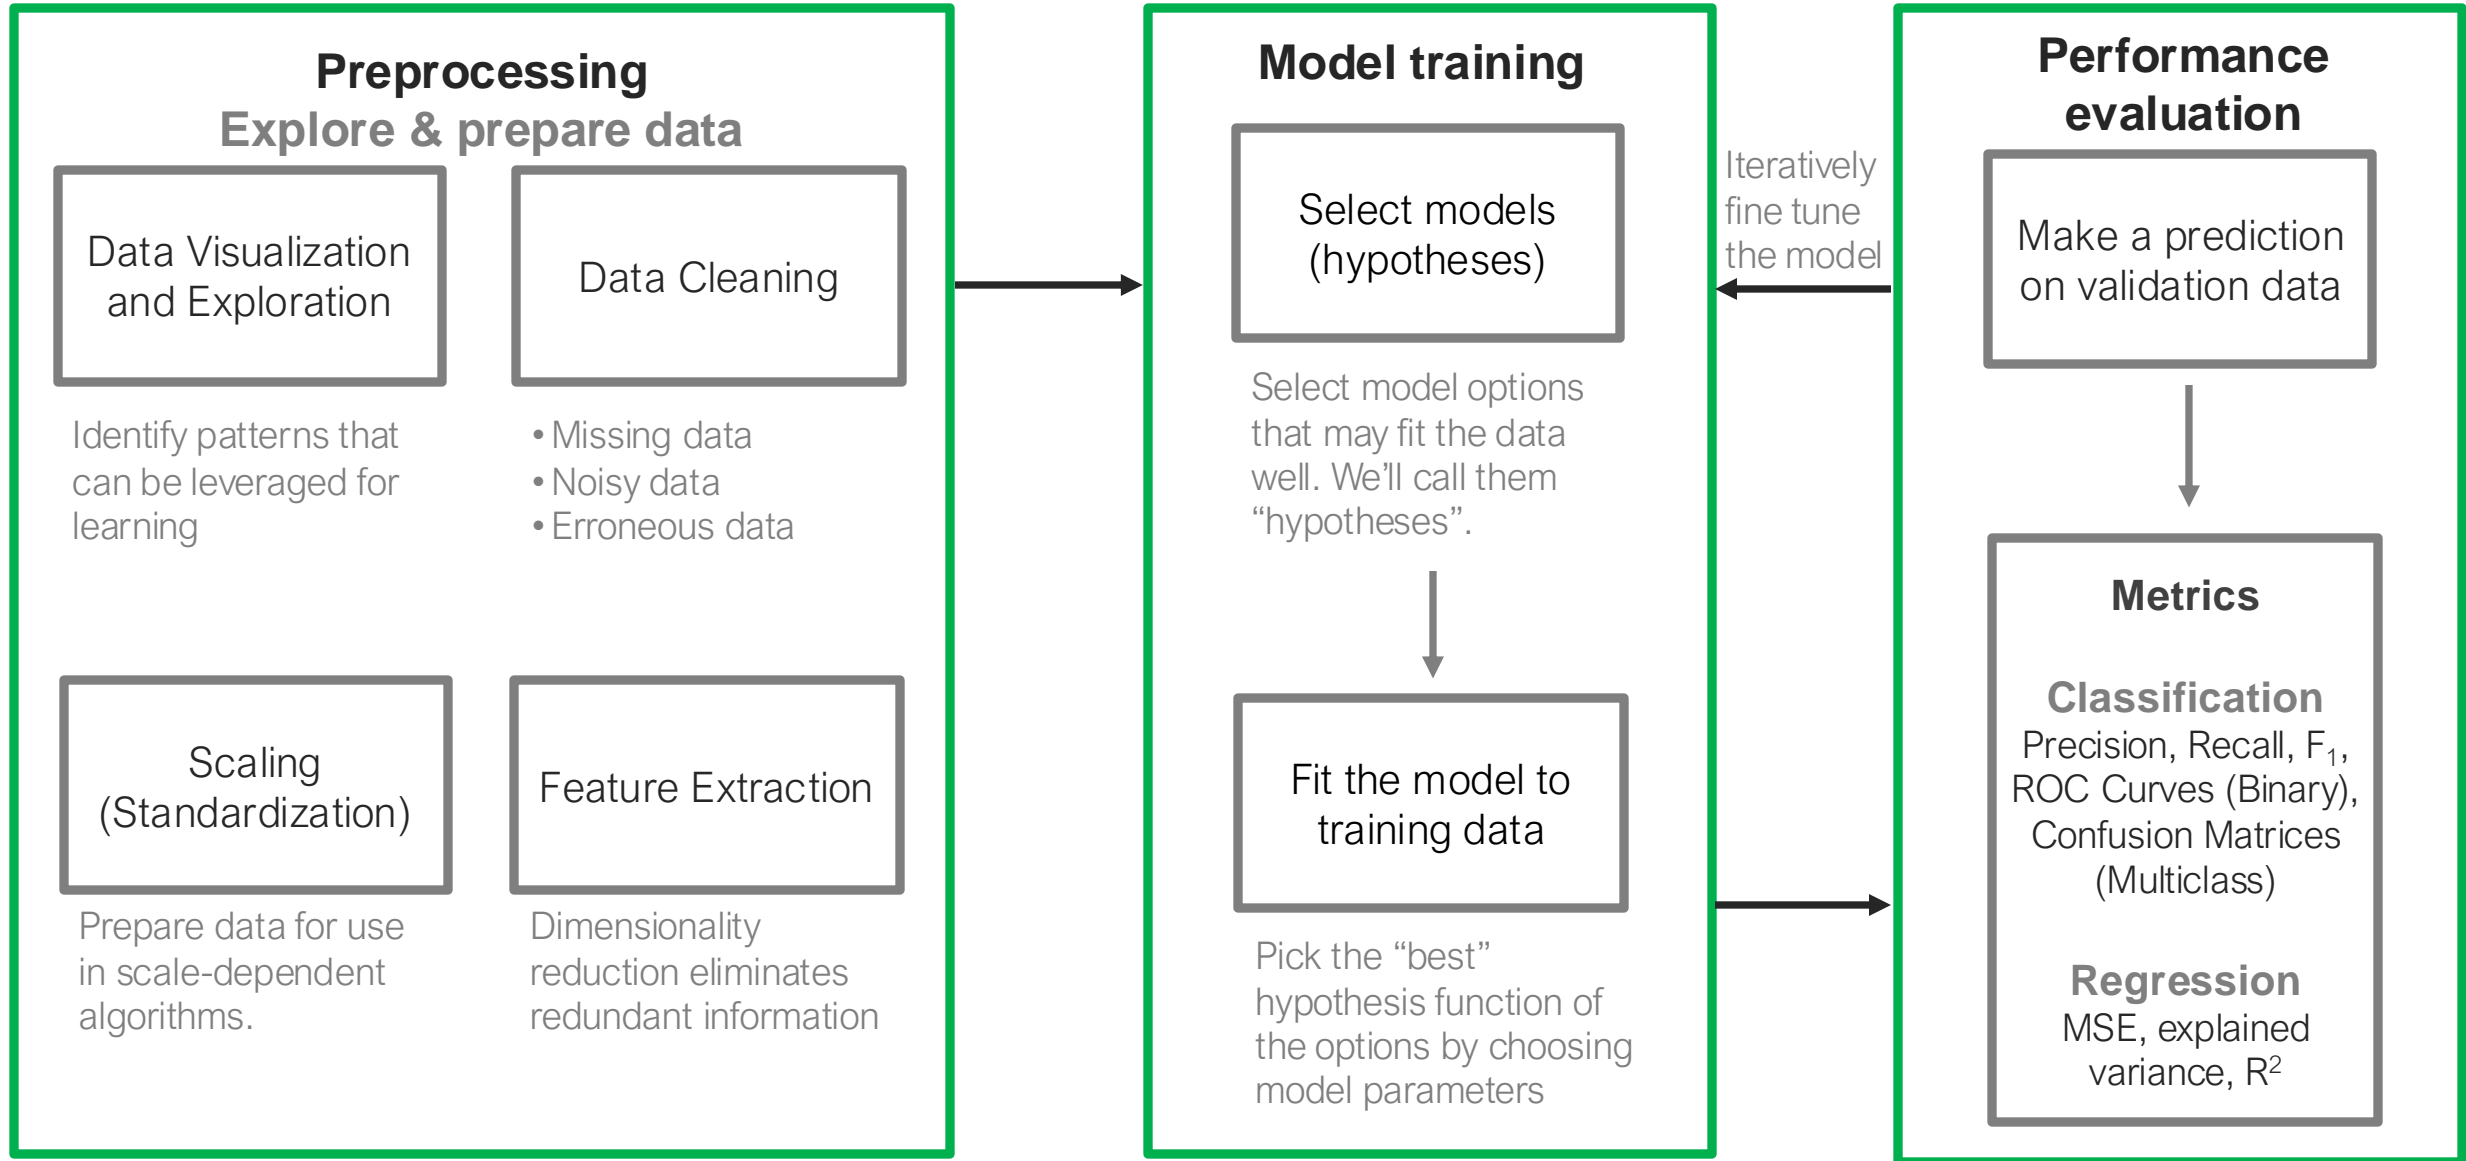 Preprocessing
Explore & prepare data
Data Visualization
and Exploration
Identify patterns that
can be leveraged for
learning
Data Cleaning
• Missing data
• Noisy data
• Erroneous data
Scaling
(Standardization)
Prepare data for use
in scale-dependent
algorithms.
Feature Extraction
Dimensionality
reduction eliminates
redundant information
Model training
Select models
(hypotheses)
Select model options
that may fit the data
well. We’ll call them
“hypotheses”.
Fit the model to
training data
Pick the “best”
hypothesis function of
the options by choosing
model parameters
Iteratively
fine tune
the model
Performance
evaluation
Make a prediction
on validation data
Metrics
Classification
Precision, Recall, F₁,
ROC Curves (Binary),
Confusion Matrices
(Multiclass)
Regression
MSE, explained
variance, R²